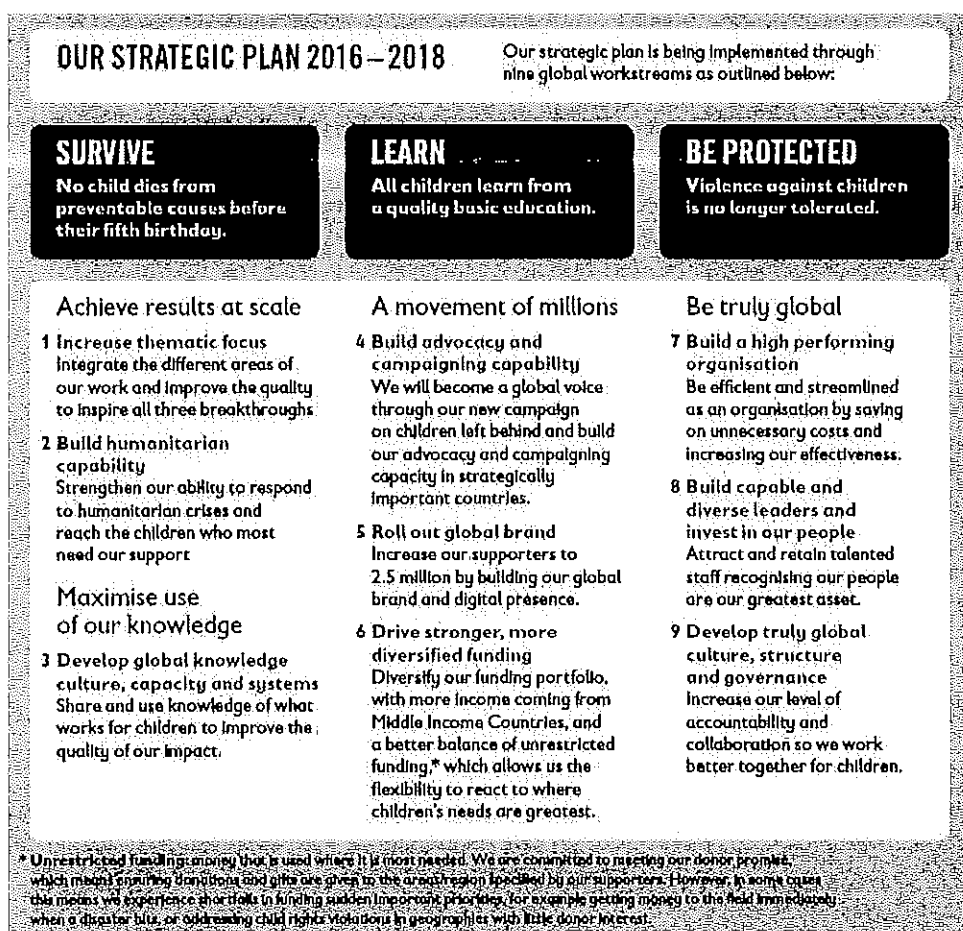 OUR STRATEGIC PLAN 2016–2018
Our strategic plan is being implemented through
nine global workstreams as outlined below:
SURVIVE
No child dies from
preventable causes before
their fifth birthday.
LEARN
All children learn from
a quality basic education.
BE PROTECTED
Violence against children
is no longer tolerated.
Achieve results at scale
1 Increase thematic focus
Integrate the different areas of
our work and improve the quality
to inspire all three breakthroughs
2 Build humanitarian
capability
Strengthen our ability to respond
to humanitarian crises and
reach the children who most
need our support
Maximise use
of our knowledge
3 Develop global knowledge
culture, capacity and systems
Share and use knowledge of what
works for children to improve the
quality of our impact.
A movement of millions
4 Build advocacy and
campaigning capability
We will become a global voice
through our new campaign
on children left behind and build
our advocacy and campaigning
capacity in strategically
important countries.
5 Roll out global brand
Increase our supporters to
2.5 million by building our global
brand and digital presence.
6 Drive stronger, more
diversified funding
Diversify our funding portfolio,
with more income coming from
Middle Income Countries, and
a better balance of unrestricted
funding,* which allows us the
flexibility to react to where
children's needs are greatest.
Be truly global
7 Build a high performing
organisation
Be efficient and streamlined
as an organisation by saving
on unnecessary costs and
increasing our effectiveness.
8 Build capable and
diverse leaders and
invest in our people
Attract and retain talented
staff recognising our people
are our greatest asset.
9 Develop truly global
culture, structure
and governance
Increase our level of
accountability and
collaboration so we work
better together for children.
* Unrestricted funding: money that is used where it is most needed. We are committed to meeting our donor promise,
which means ensuring donations and gifts are given to the areas/region specified by our supporters. However, in some cases
this means we experience shortfalls in funding sudden important priorities, for example getting money to the field immediately
when a disaster hits, or addressing child rights violations in geographies with little donor interest.